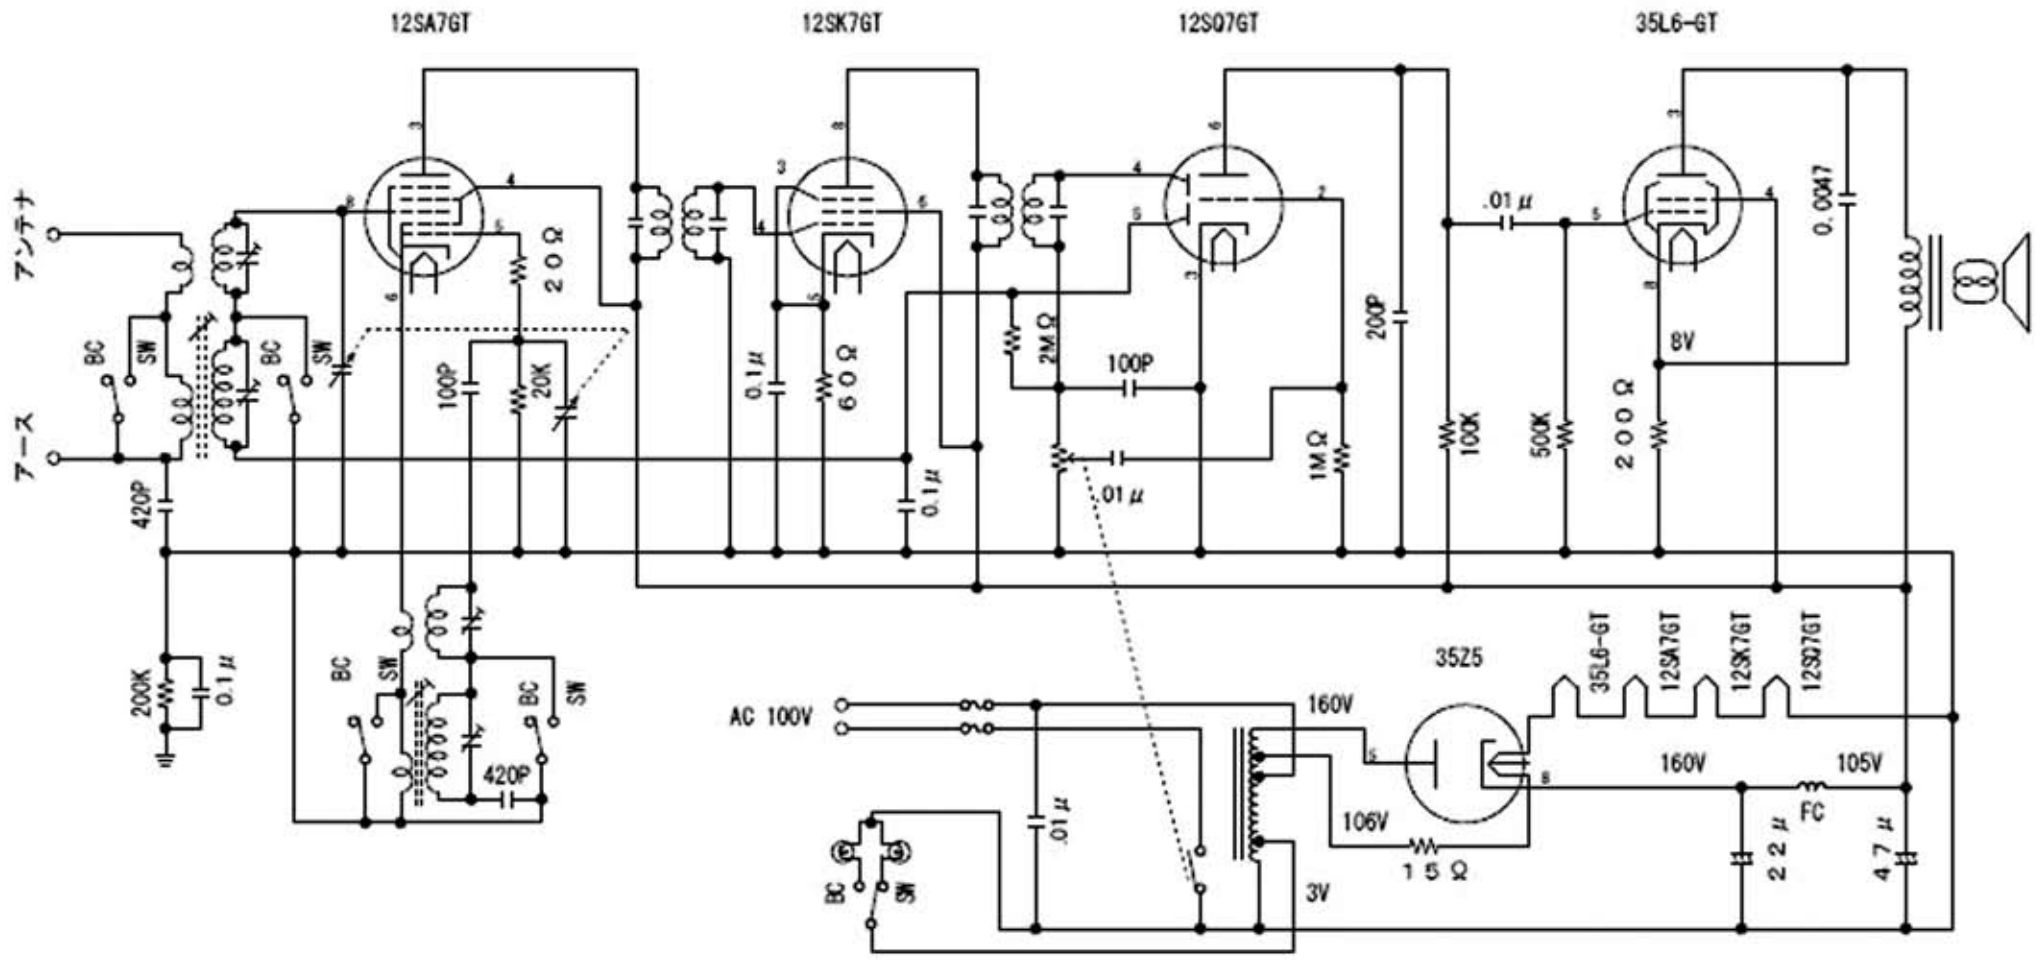 12SA7GT
12SK7GT
12SQ7GT
35L6-GT
3
8
6
3
アンテナ
8
4
5
6
3
4
6
5
4
5
2
3
5
4
8
20Ω
.01μ
0.0047
BC
SW
BC
SW
100P
20K
0.1μ
60Ω
2MΩ
100P
200P
8V
アース
420P
0.1μ
.01μ
1MΩ
100K
500K
200Ω
200K
0.1μ
BC
SW
BC
SW
420P
35Z5
35L6-GT
12SA7GT
12SK7GT
12SQ7GT
AC 100V
160V
5
8
160V
105V
FC
.01μ
106V
15Ω
22μ
47μ
BC
SW
3V